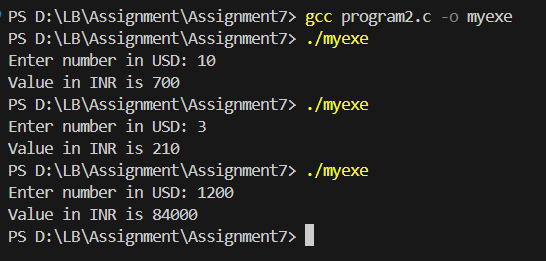 PS D:\LB\Assignment\Assignment7> gcc program2.c -o myexe
PS D:\LB\Assignment\Assignment7> ./myexe
Enter number in USD: 10
Value in INR is 700
PS D:\LB\Assignment\Assignment7> ./myexe
Enter number in USD: 3
Value in INR is 210
PS D:\LB\Assignment\Assignment7> ./myexe
Enter number in USD: 1200
Value in INR is 84000
PS D:\LB\Assignment\Assignment7>